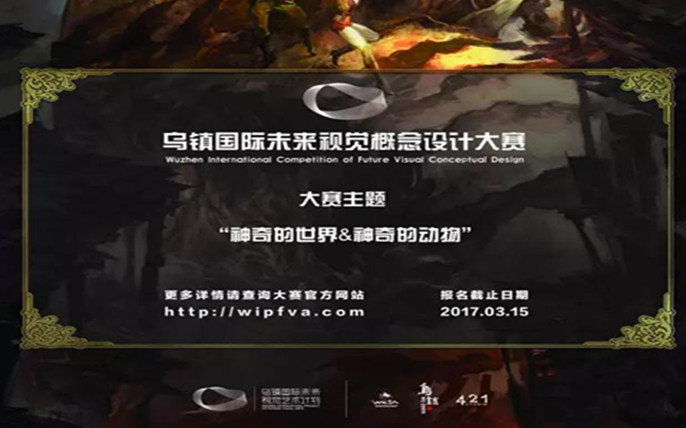 乌镇国际未来视觉概念设计大赛
Wuzhen International Competition of Future Visual Conceptual Design
大赛主题
“神奇的世界&神奇的动物”
更多详情请查询大赛官方网站
http://wipfva.com
报名截止日期
2017.03.15
乌镇国际未来
视觉艺术计划
4.21